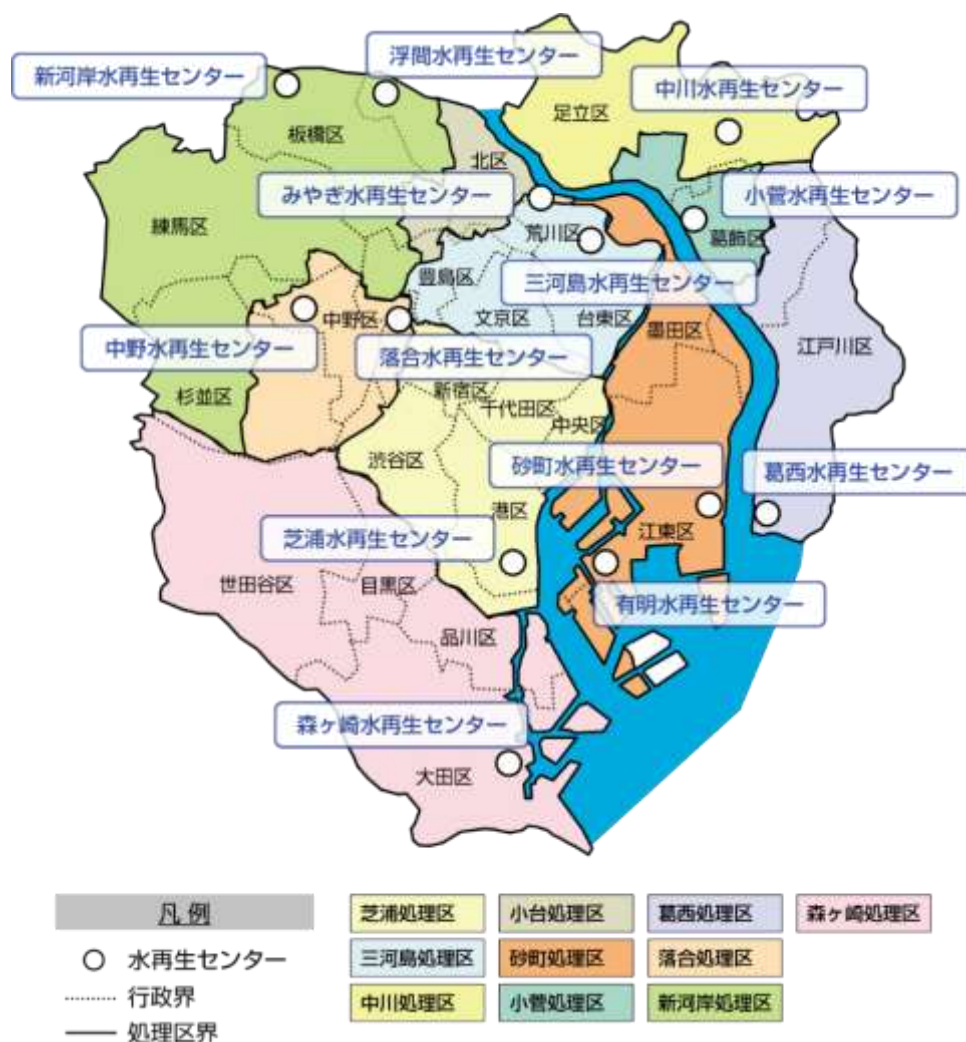 浮間水再生センター
新河岸水再生センター
中川水再生センター
足立区
板橋区
北区
みやぎ水再生センター
小菅水再生センター
練馬区
荒川区
葛飾区
豊島区
三河島水再生センター
文京区
台東区
中野区
墨田区
中野水再生センター
落合水再生センター
江戸川区
杉並区
新宿区
千代田区
中央区
渋谷区
砂町水再生センター
葛西水再生センター
港区
江東区
芝浦水再生センター
世田谷区
目黒区
有明水再生センター
品川区
森ヶ崎水再生センター
大田区
凡例
水再生センター
行政界
処理区界
芝浦処理区
小台処理区
葛西処理区
森ヶ崎処理区
三河島処理区
砂町処理区
落合処理区
中川処理区
小菅処理区
新河岸処理区